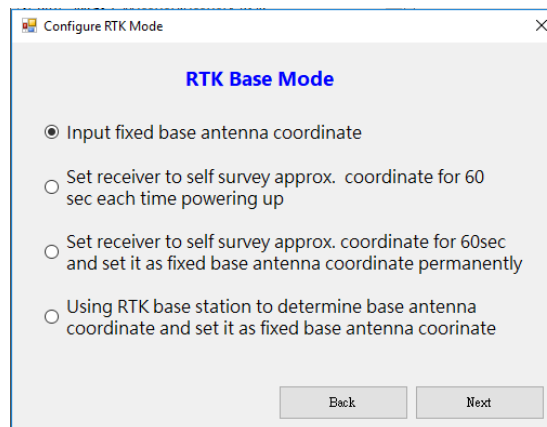 Configure RTK Mode
RTK Base Mode
Input fixed base antenna coordinate
Set receiver to self survey approx. coordinate for 60
sec each time powering up
Set receiver to self survey approx. coordinate for 60sec
and set it as fixed base antenna coordinate permanently
Using RTK base station to determine base antenna
coordinate and set it as fixed base antenna coorinate
Back
Next